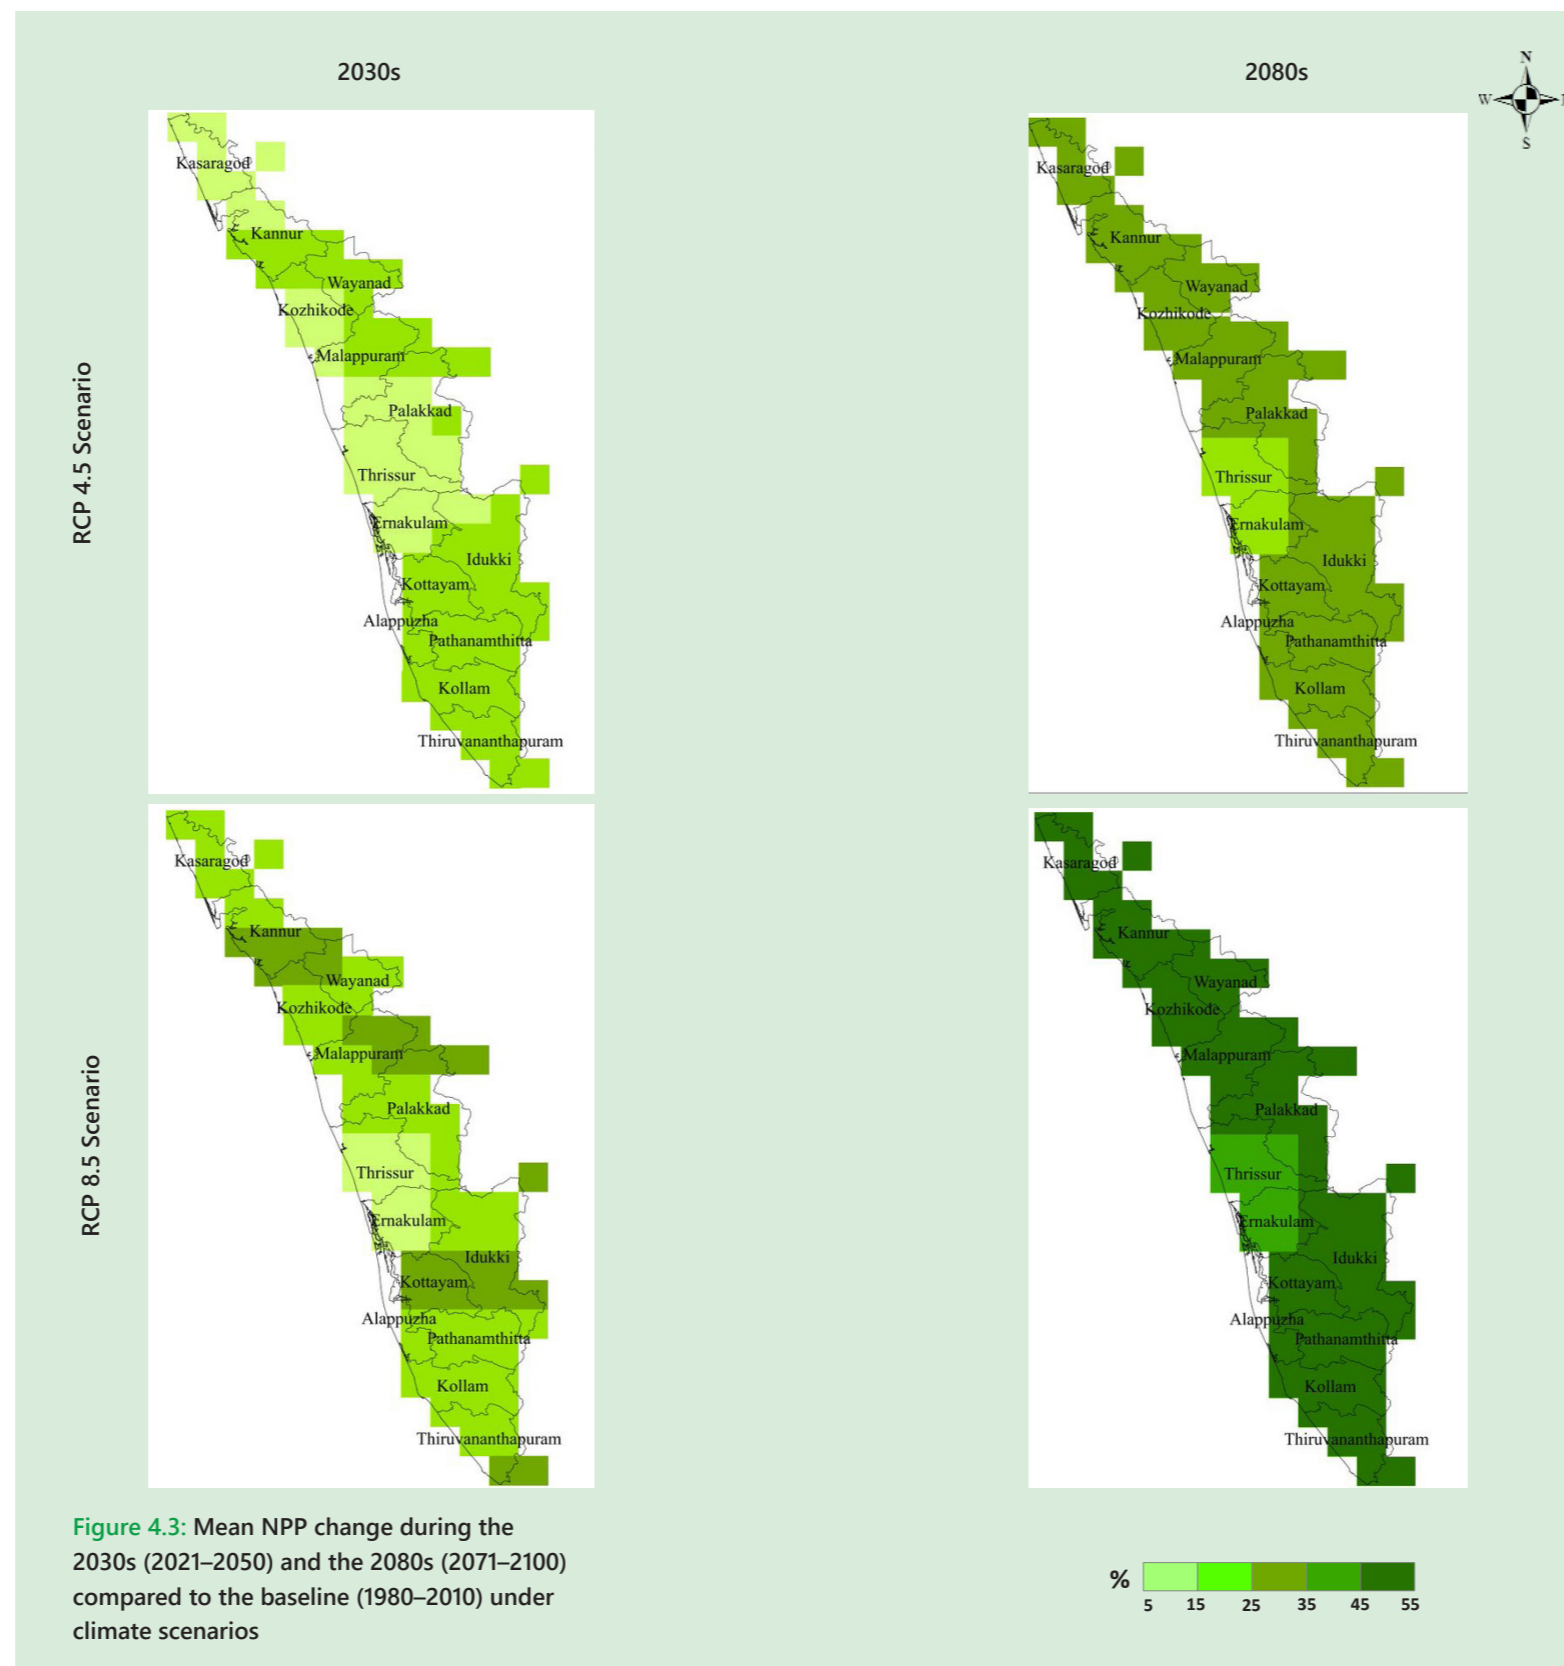 2030s
2080s
N
W
S
RCP 4.5 Scenario
Kasaragod
Kannur
Wayanad
Kozhikode
Malappuram
Palakkad
Thrissur
Ernakulam
Idukki
Kottayam
Alappuzha
Pathanamthitta
Kollam
Thiruvananthapuram
Kasaragod
Kannur
Wayanad
Kozhikode
Malappuram
Palakkad
Thrissur
Ernakulam
Idukki
Kottayam
Alappuzha
Pathanamthitta
Kollam
Thiruvananthapuram
RCP 8.5 Scenario
Kasaragod
Kannur
Wayanad
Kozhikode
Malappuram
Palakkad
Thrissur
Ernakulam
Idukki
Kottayam
Alappuzha
Pathanamthitta
Kollam
Thiruvananthapuram
Kasaragod
Kannur
Wayanad
Kozhikode
Malappuram
Palakkad
Thrissur
Ernakulam
Idukki
Kottayam
Alappuzha
Pathanamthitta
Kollam
Thiruvananthapuram
Figure 4.3: Mean NPP change during the
2030s (2021–2050) and the 2080s (2071–2100)
compared to the baseline (1980–2010) under
climate scenarios
%
5 15 25 35 45 55